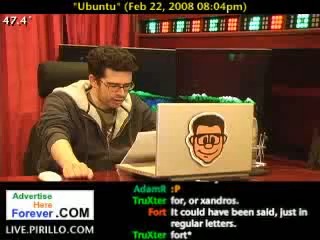 "Ubuntu" (Feb 22, 2008 08:04pm)
47.4°
Advertise
Here
Forever.COM
LIVE.PIRILLO.COM
AdamR :P
TruXter for, or xandros.
Fort It could have been said, just in
regular letters.
TruXter fort*